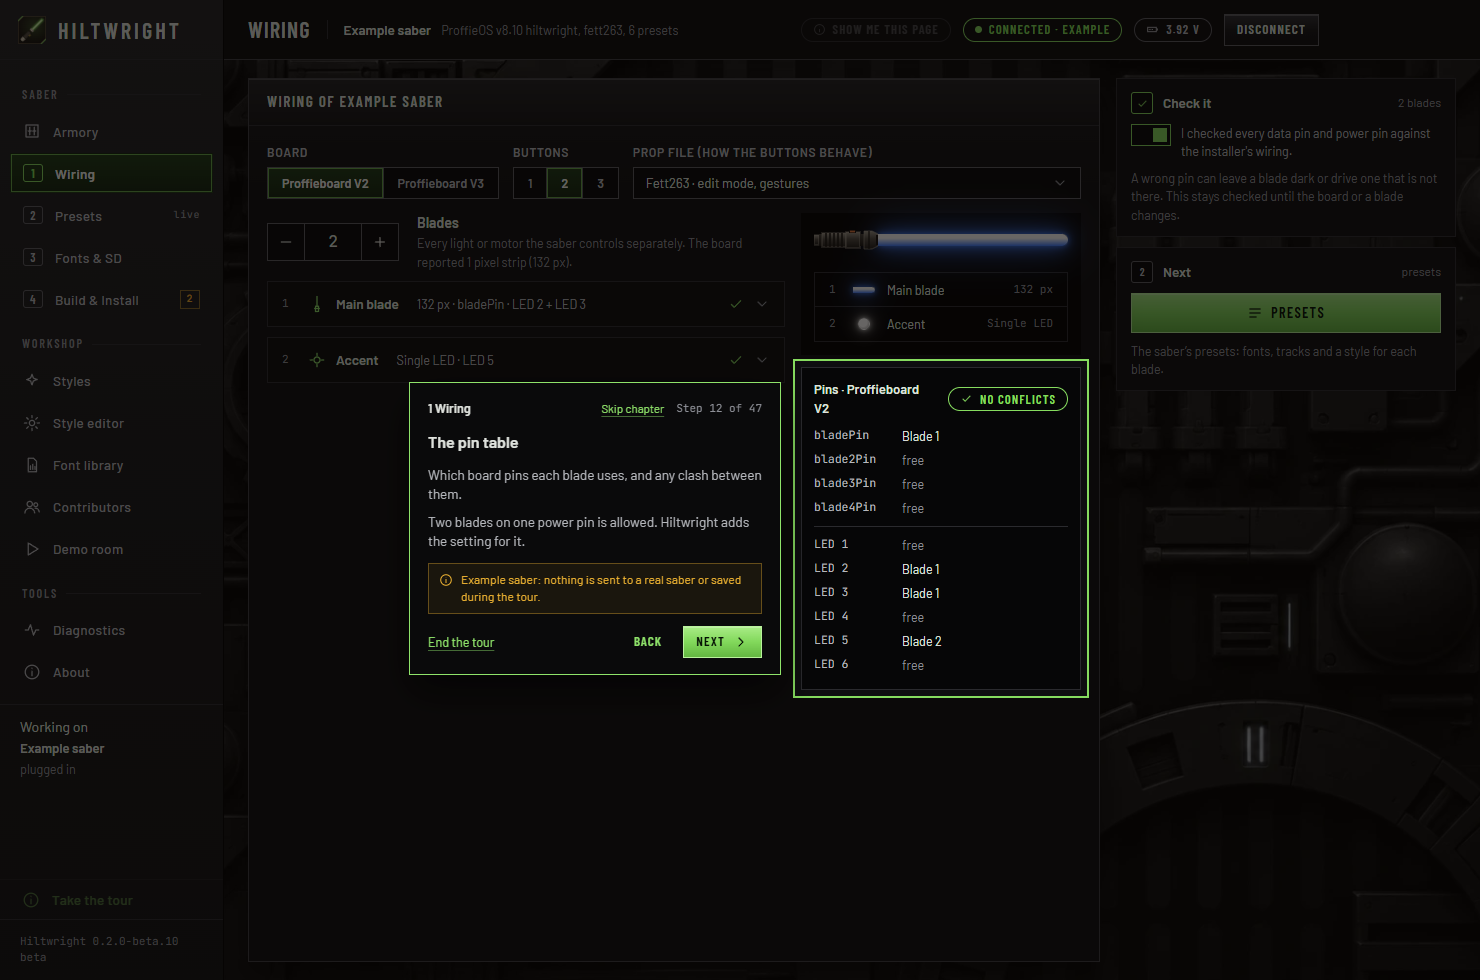 HILTWRIGHT
WIRING
Example saber ProffieOS v8.10 hiltwright, fett263, 6 presets
SHOW ME THIS PAGE
CONNECTED · EXAMPLE
3.92 V
DISCONNECT
SABER
Armory
1 Wiring
2 Presets live
3 Fonts & SD
4 Build & Install 2
WORKSHOP
Styles
Style editor
Font library
Contributors
Demo room
TOOLS
Diagnostics
About
Working on
Example saber
plugged in
Take the tour
Hiltwright 0.2.0-beta.10
beta
WIRING OF EXAMPLE SABER
BOARD
Proffieboard V2 Proffieboard V3
BUTTONS
1 2 3
PROP FILE (HOW THE BUTTONS BEHAVE)
Fett263 · edit mode, gestures
2
Blades
Every light or motor the saber controls separately. The board
reported 1 pixel strip (132 px).
1 Main blade 132 px · bladePin · LED 2 + LED 3
2 Accent Single LED · LED 5
1 Main blade 132 px
2 Accent Single LED
1 Wiring Skip chapter Step 12 of 47
The pin table
Which board pins each blade uses, and any clash between
them.
Two blades on one power pin is allowed. Hiltwright adds
the setting for it.
Example saber: nothing is sent to a real saber or saved
during the tour.
End the tour BACK NEXT
Pins · Proffieboard
V2
NO CONFLICTS
bladePin Blade 1
blade2Pin free
blade3Pin free
blade4Pin free
LED 1 free
LED 2 Blade 1
LED 3 Blade 1
LED 4 free
LED 5 Blade 2
LED 6 free
Check it 2 blades
I checked every data pin and power pin against
the installer's wiring.
A wrong pin can leave a blade dark or drive one that is not
there. This stays checked until the board or a blade
changes.
2 Next presets
PRESETS
The saber's presets: fonts, tracks and a style for each
blade.